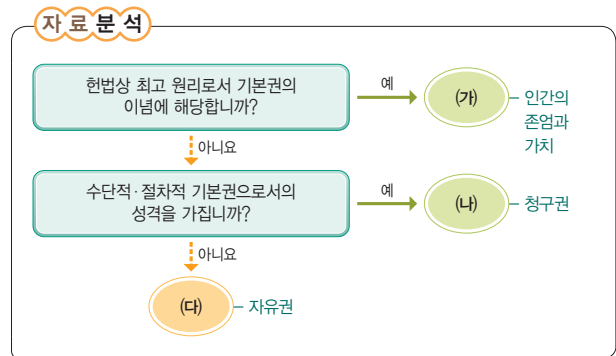 자료분석
헌법상 최고 원리로서 기본권의
이념에 해당합니까?
예
(가)
인간의
존엄과
가치
아니요
수단적·절차적 기본권으로서의
성격을 가집니까?
예
(나)
청구권
아니요
(다)
자유권